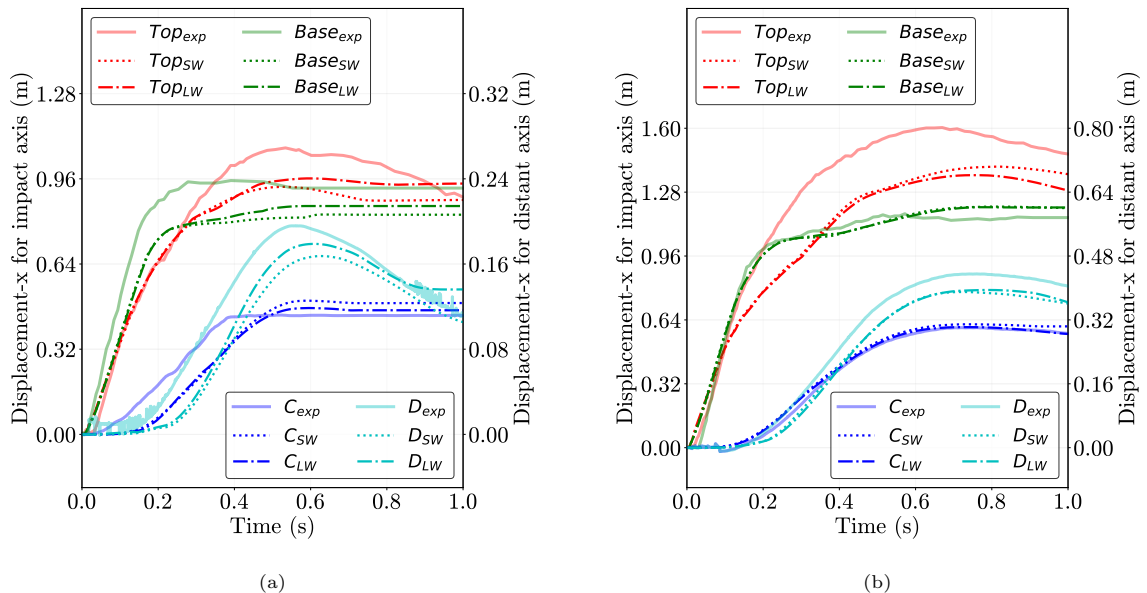 Top_exp Base_exp
Top_SW Base_SW
Top_LW Base_LW
Displacement-x for impact axis (m)
1.28
0.96
0.64
0.32
0.00
0.32
0.24
0.16
0.08
0.00
Displacement-x for distant axis (m)
C_exp D_exp
C_SW D_SW
C_LW D_LW
0.0 0.2 0.4 0.6 0.8 1.0
Time (s)
(a)
Top_exp Base_exp
Top_SW Base_SW
Top_LW Base_LW
Displacement-x for impact axis (m)
1.60
1.28
0.96
0.64
0.32
0.00
0.80
0.64
0.48
0.32
0.16
0.00
Displacement-x for distant axis (m)
C_exp D_exp
C_SW D_SW
C_LW D_LW
0.0 0.2 0.4 0.6 0.8 1.0
Time (s)
(b)